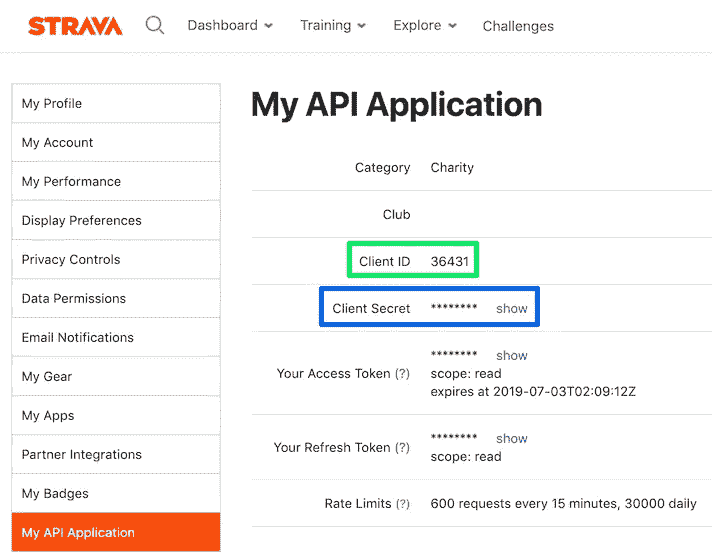 STRAVA Dashboard Training Explore Challenges
My Profile
My Account
My Performance
Display Preferences
Privacy Controls
Data Permissions
Email Notifications
My Gear
My Apps
Partner Integrations
My Badges
My API Application
My API Application
Category Charity
Club
Client ID 36431
Client Secret ******** show
Your Access Token (?) ******** show
scope: read
expires at 2019-07-03T02:09:12Z
Your Refresh Token (?) ******** show
scope: read
Rate Limits (?) 600 requests every 15 minutes, 30000 daily